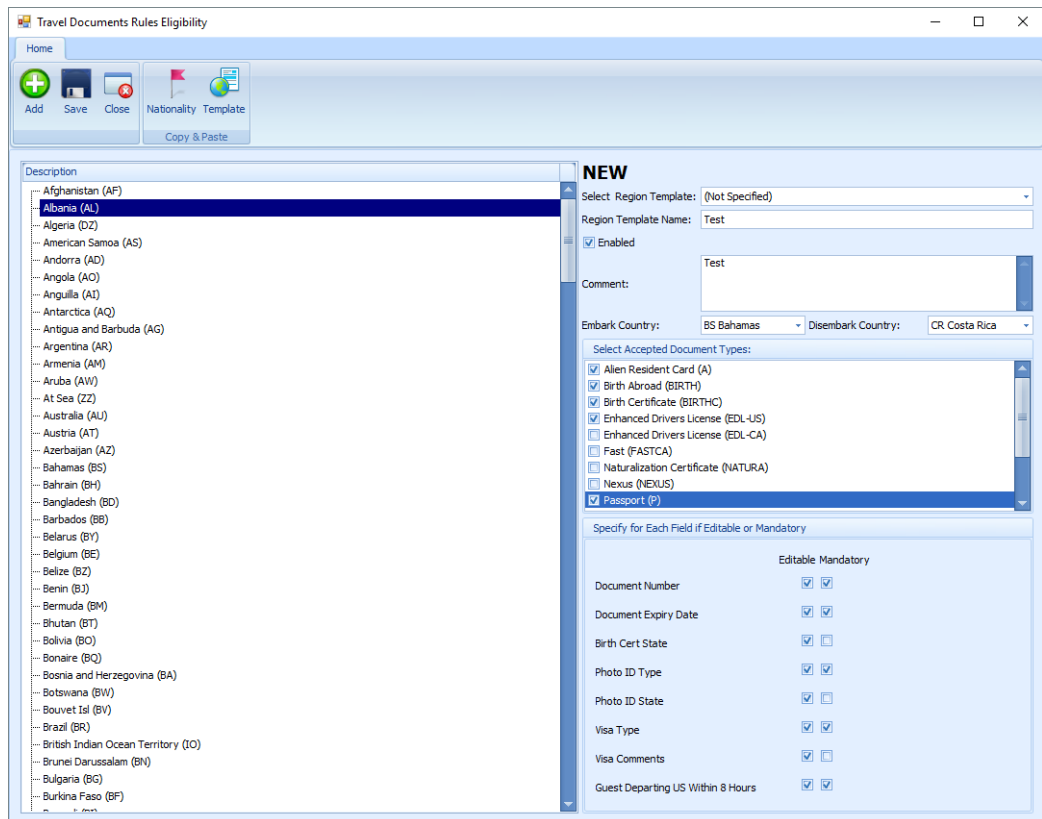 Travel Documents Rules Eligibility
Home
Add Save Close Nationality Template
Copy & Paste
Description
Afghanistan (AF)
Albania (AL)
Algeria (DZ)
American Samoa (AS)
Andorra (AD)
Angola (AO)
Anguilla (AI)
Antarctica (AQ)
Antigua and Barbuda (AG)
Argentina (AR)
Armenia (AM)
Aruba (AW)
At Sea (ZZ)
Australia (AU)
Austria (AT)
Azerbaijan (AZ)
Bahamas (BS)
Bahrain (BH)
Bangladesh (BD)
Barbados (BB)
Belarus (BY)
Belgium (BE)
Belize (BZ)
Benin (BJ)
Bermuda (BM)
Bhutan (BT)
Bolivia (BO)
Bonaire (BQ)
Bosnia and Herzegovina (BA)
Botswana (BW)
Bouvet Isl (BV)
Brazil (BR)
British Indian Ocean Territory (IO)
Brunei Darussalam (BN)
Bulgaria (BG)
Burkina Faso (BF)
NEW
Select Region Template: (Not Specified)
Region Template Name: Test
Enabled
Comment: Test
Embark Country: BS Bahamas Disembark Country: CR Costa Rica
Select Accepted Document Types:
Alien Resident Card (A)
Birth Abroad (BIRTH)
Birth Certificate (BIRTHC)
Enhanced Drivers License (EDL-US)
Enhanced Drivers License (EDL-CA)
Fast (FASTCA)
Naturalization Certificate (NATURA)
Nexus (NEXUS)
Passport (P)
Specify for Each Field if Editable or Mandatory
Editable Mandatory
Document Number
Document Expiry Date
Birth Cert State
Photo ID Type
Photo ID State
Visa Type
Visa Comments
Guest Departing US Within 8 Hours